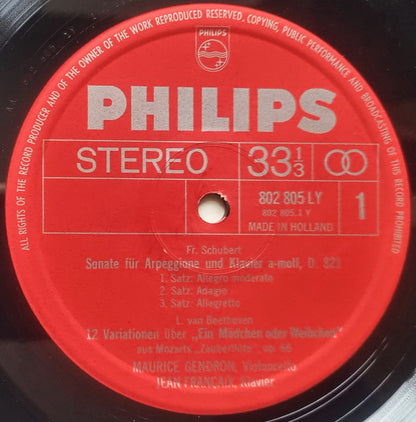 ALL RIGHTS OF THE RECORD PRODUCER AND OF THE OWNER OF THE WORK REPRODUCED RESERVED. COPYING, PUBLIC PERFORMANCE AND BROADCASTING OF THIS RECORD PROHIBITED
PHILIPS
PHILIPS
STEREO 33 1/3
802 805 LY
802 805.1 Y
MADE IN HOLLAND
1
Fr. Schubert
Sonate für Arpeggione und Klavier a-moll, D. 821
1. Satz: Allegro moderato
2. Satz: Adagio
3. Satz: Allegretto
L. van Beethoven
12 Variationen über „Ein Mädchen oder Weibchen"
aus Mozarts „Zauberflöte", op. 66
MAURICE GENDRON, Violoncello
JEAN FRANÇAIX, Klavier